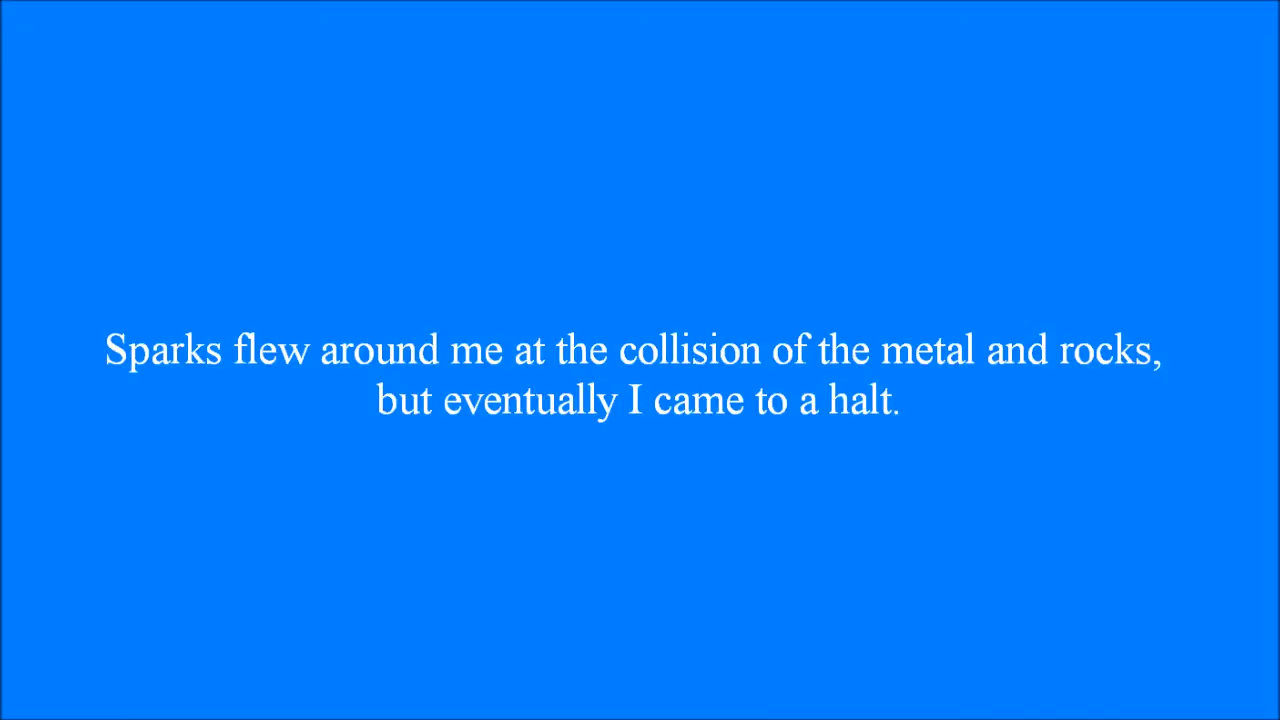 Sparks flew around me at the collision of the metal and rocks,
but eventually I came to a halt.